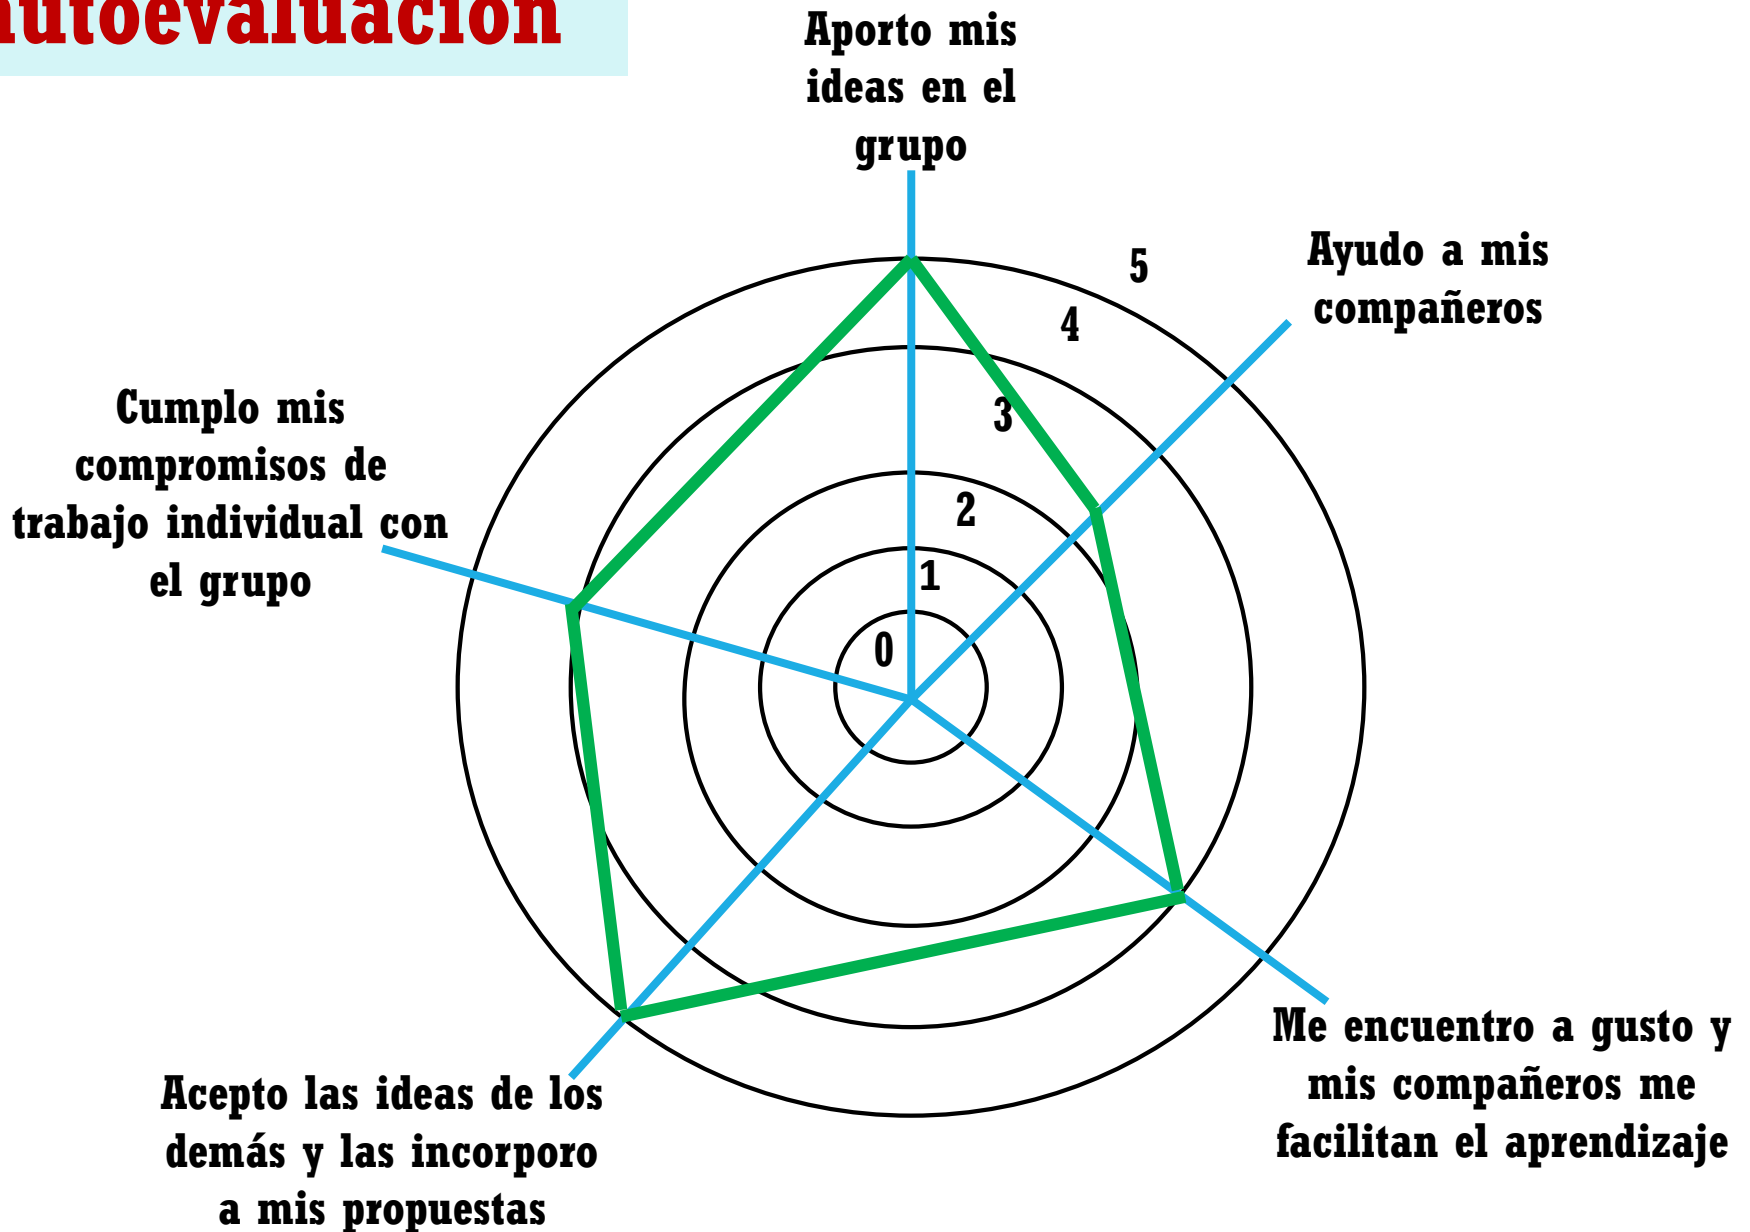 autoevaluación
Aporto mis
ideas en el
grupo
5
Ayudo a mis
compañeros
4
3
Cumplo mis
compromisos de
trabajo individual con
el grupo
2
1
0
Me encuentro a gusto y
mis compañeros me
facilitan el aprendizaje
Acepto las ideas de los
demás y las incorporo
a mis propuestas